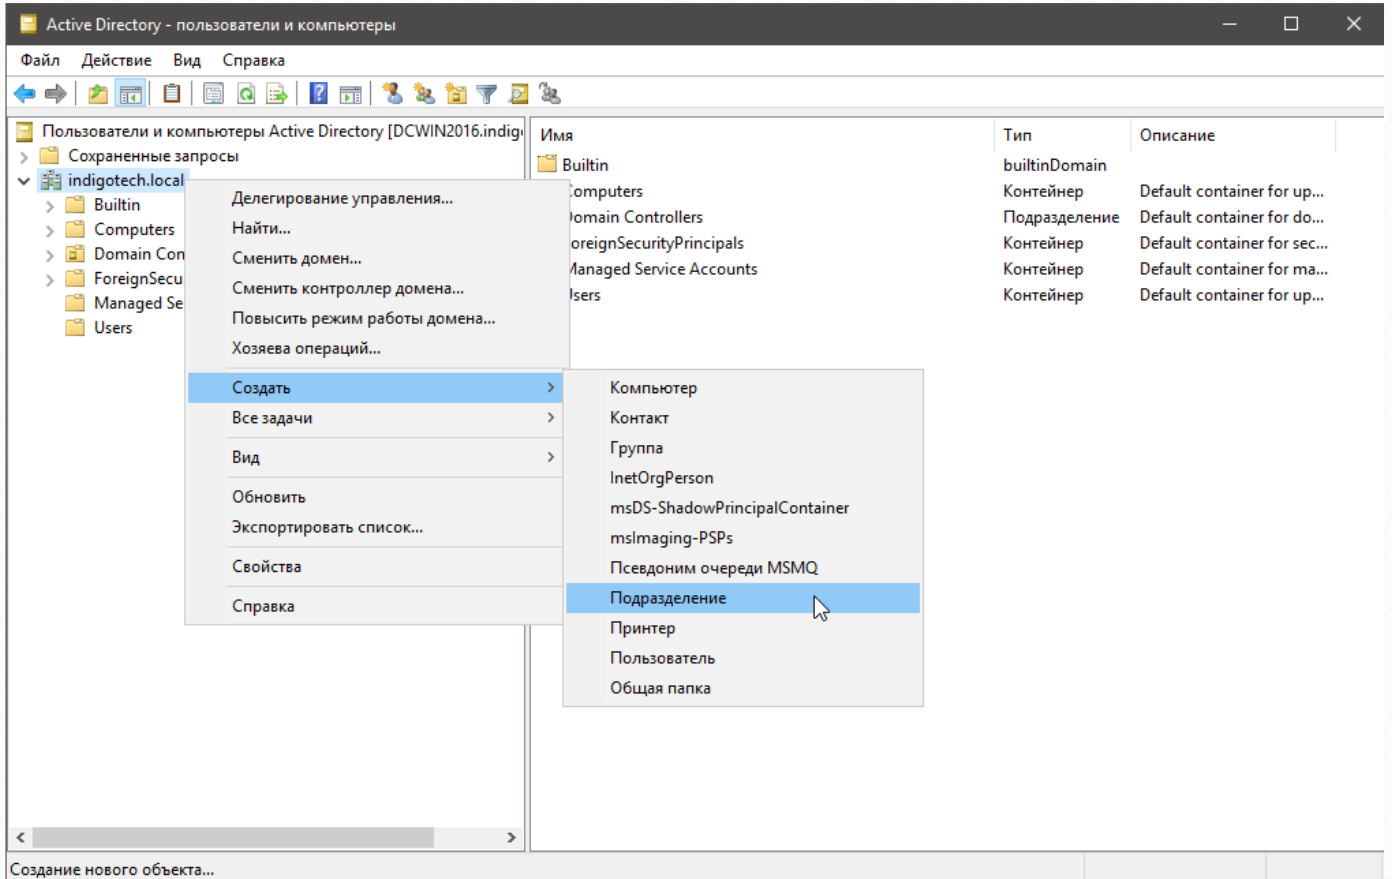 Active Directory - пользователи и компьютеры
Файл Действие Вид Справка
Пользователи и компьютеры Active Directory [DCWIN2016.indig
Сохраненные запросы
indigotech.local
Builtin
Computers
Domain Con
ForeignSecu
Managed Se
Users
Имя Тип Описание
Builtin builtinDomain
Computers Контейнер Default container for up...
Domain Controllers Подразделение Default container for do...
ForeignSecurityPrincipals Контейнер Default container for sec...
Managed Service Accounts Контейнер Default container for ma...
Users Контейнер Default container for up...
Делегирование управления...
Найти...
Сменить домен...
Сменить контроллер домена...
Повысить режим работы домена...
Хозяева операций...
Создать
Все задачи
Вид
Обновить
Экспортировать список...
Свойства
Справка
Компьютер
Контакт
Группа
InetOrgPerson
msDS-ShadowPrincipalContainer
msImaging-PSPs
Псевдоним очереди MSMQ
Подразделение
Принтер
Пользователь
Общая папка
Создание нового объекта...